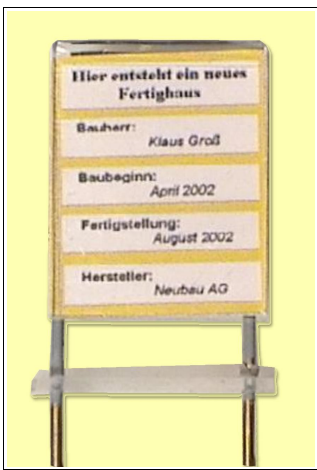 Hier entsteht ein neues
Fertighaus
Bauherr:
Klaus Groß
Baubeginn:
April 2002
Fertigstellung:
August 2002
Hersteller:
Neubau AG